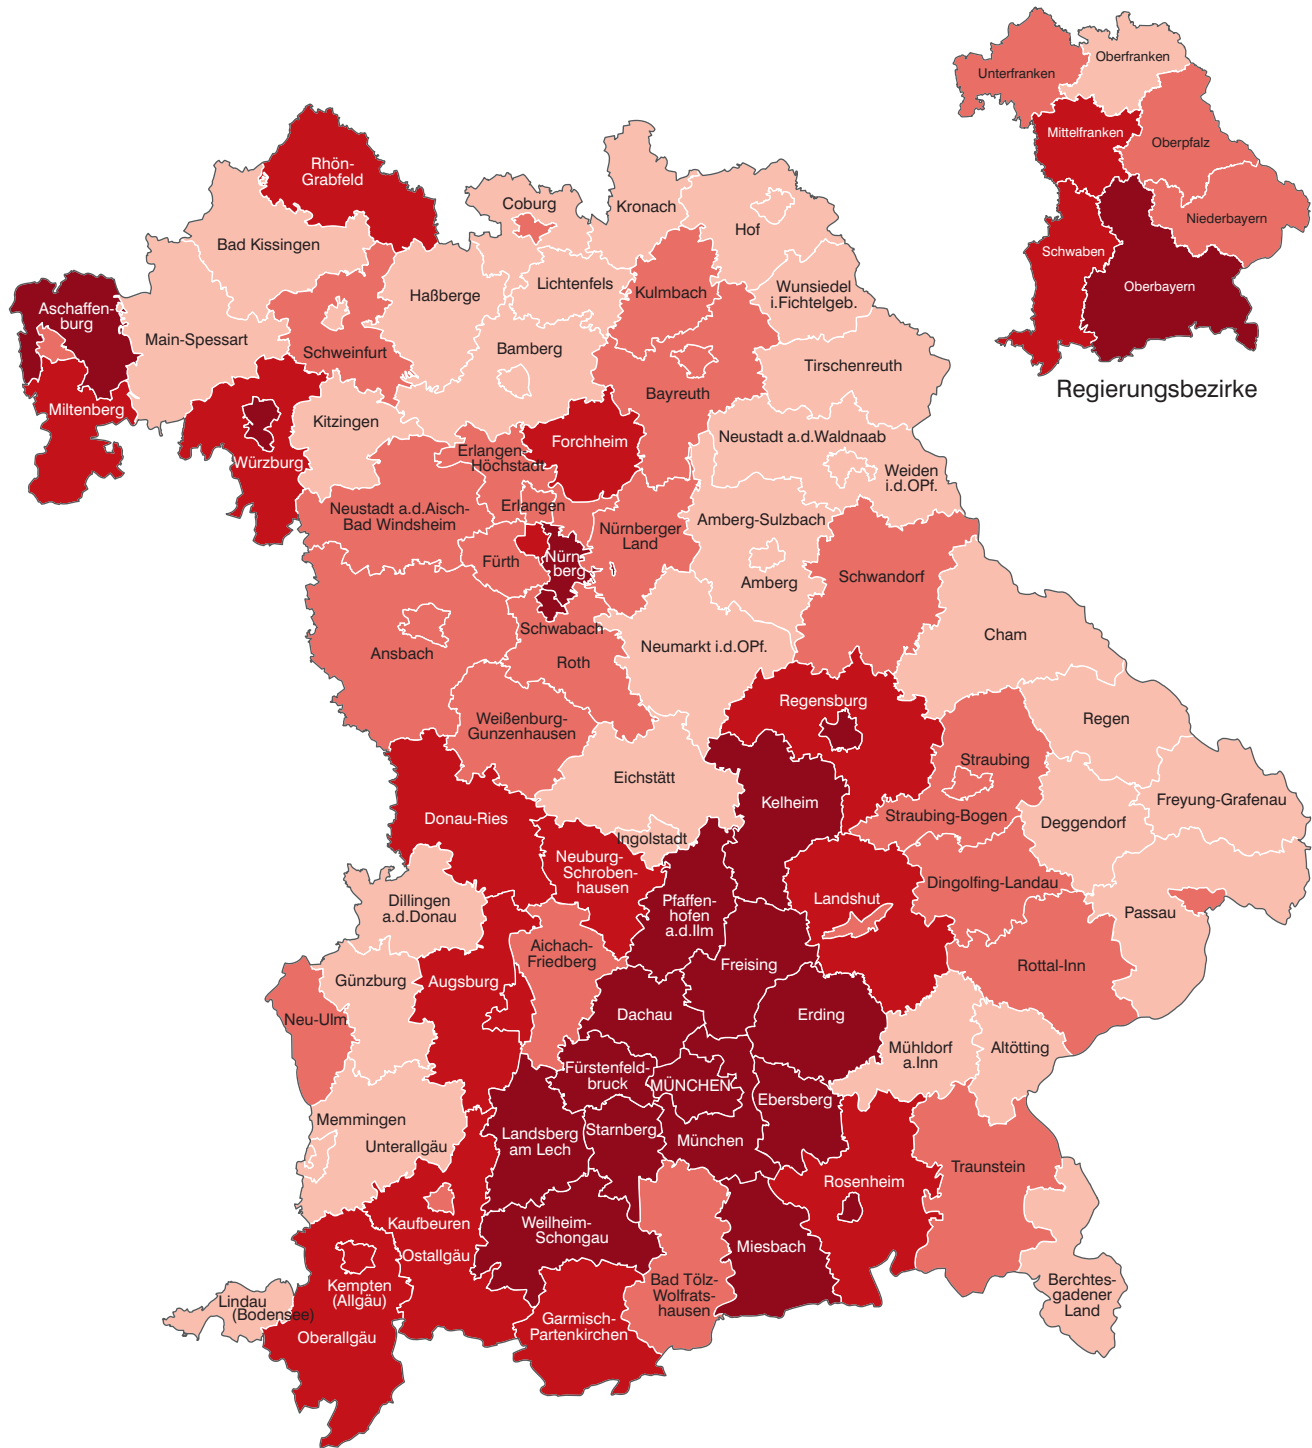 Oberfranken
Unterfranken
Mittelfranken
Oberpfalz
Niederbayern
Schwaben
Oberbayern
Regierungsbezirke
Rhön-
Grabfeld
Coburg
Kronach
Hof
Bad Kissingen
Lichtenfels
Haßberge
Kulmbach
Wunsiedel
i.Fichtelgeb.
Aschaffen-
burg
Main-Spessart
Schweinfurt
Bamberg
Tirschenreuth
Bayreuth
Miltenberg
Kitzingen
Forchheim
Neustadt a.d.Waldnaab
Würzburg
Erlangen-
Höchstadt
Weiden
i.d.OPf.
Neustadt a.d.Aisch-
Bad Windsheim
Erlangen
Nürnberger
Land
Amberg-Sulzbach
Fürth
Nürn-
berg
Amberg
Schwandorf
Schwabach
Cham
Ansbach
Roth
Neumarkt i.d.OPf.
Regensburg
Weißenburg-
Gunzenhausen
Regen
Straubing
Eichstätt
Kelheim
Freyung-Grafenau
Donau-Ries
Straubing-Bogen
Deggendorf
Ingolstadt
Neuburg-
Schroben-
hausen
Dingolfing-Landau
Dillingen
a.d.Donau
Pfaffen-
hofen
a.d.Ilm
Landshut
Passau
Aichach-
Friedberg
Freising
Rottal-Inn
Günzburg
Augsburg
Neu-Ulm
Dachau
Erding
Mühldorf
a.Inn
Altötting
Fürstenfeld-
bruck
MÜNCHEN
Ebersberg
Memmingen
Unterallgäu
Landsberg
am Lech
Starnberg
München
Traunstein
Rosenheim
Kaufbeuren
Weilheim-
Schongau
Miesbach
Ostallgäu
Kempten
(Allgäu)
Bad Tölz-
Wolfrats-
hausen
Berchtes-
gadener
Land
Lindau
(Bodensee)
Garmisch-
Partenkirchen
Oberallgäu